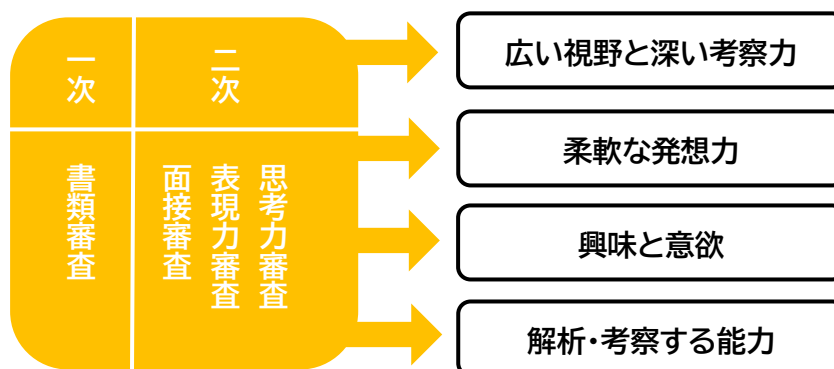 一次
二次
書類審査
思考力審査
表現力審査
面接審査
広い視野と深い考察力
柔軟な発想力
興味と意欲
解析・考察する能力